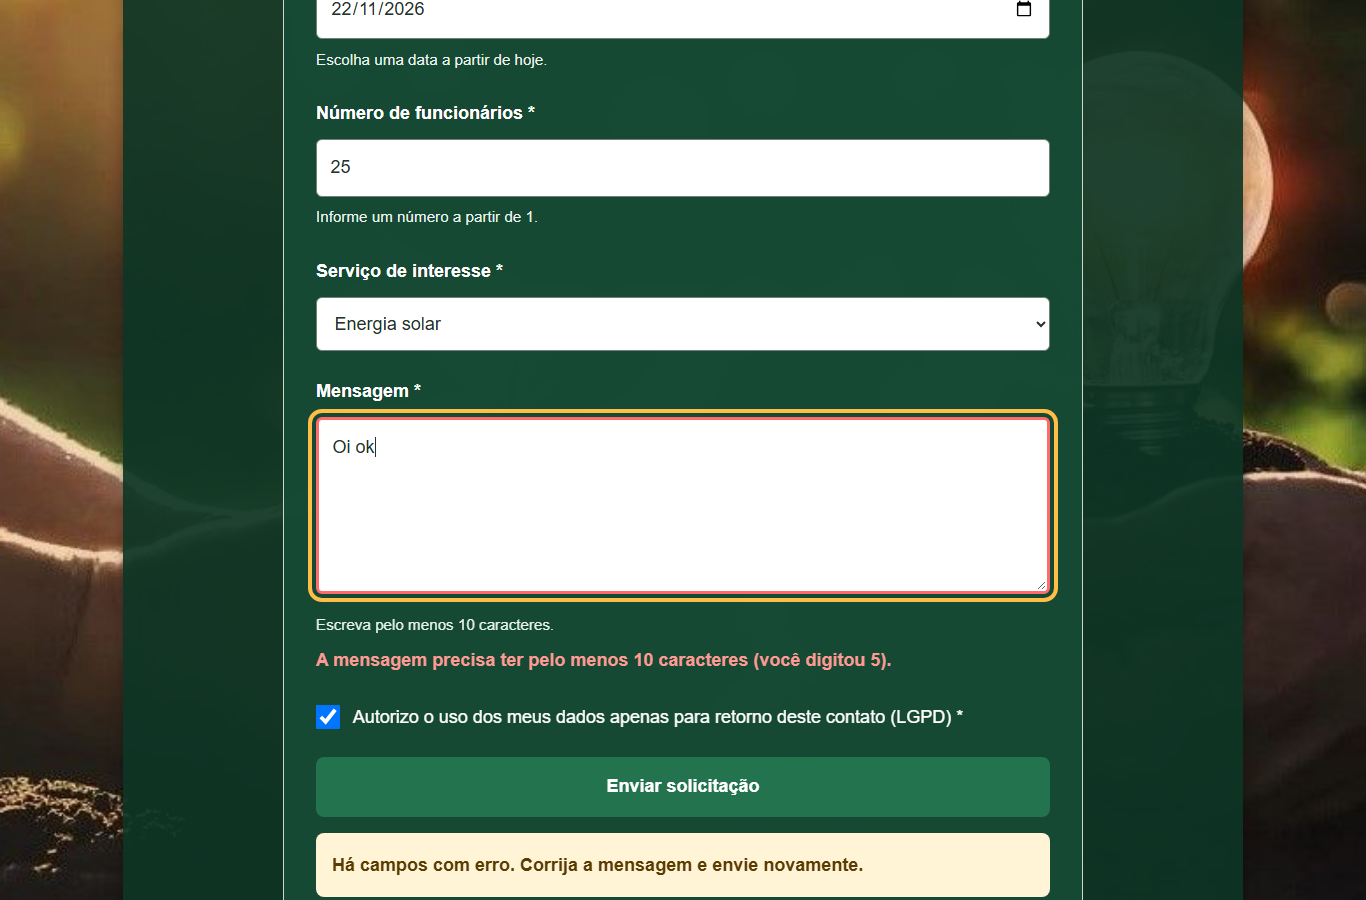 22/11/2026
Escolha uma data a partir de hoje.
Número de funcionários *
25
Informe um número a partir de 1.
Serviço de interesse *
Energia solar
Mensagem *
Oi ok
Escreva pelo menos 10 caracteres.
A mensagem precisa ter pelo menos 10 caracteres (você digitou 5).
Autorizo o uso dos meus dados apenas para retorno deste contato (LGPD) *
Enviar solicitação
Há campos com erro. Corrija a mensagem e envie novamente.